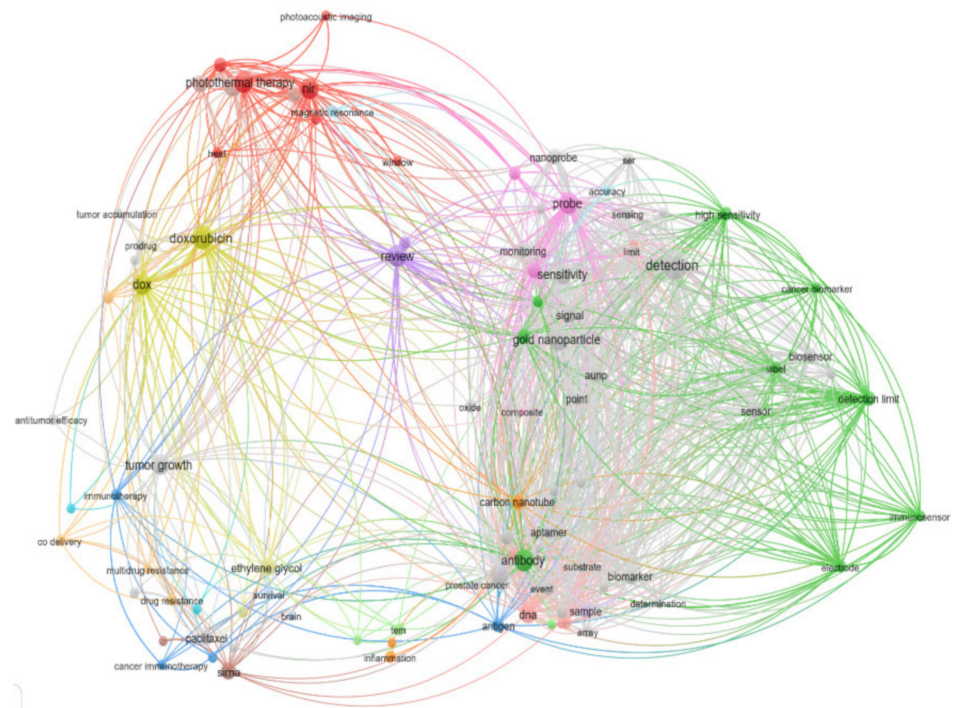 photoacoustic imaging
photothermal therapy
nir
magnetic resonance
heat
window
nanoprobe
ser
accuracy
probe
sensing
high sensitivity
tumor accumulation
doxorubicin
prodrug
review
monitoring
limit
detection
sensitivity
dox
cancer biomarker
signal
gold nanoparticle
biosensor
label
aunp
point
detection limit
oxide
composite
sensor
antitumor efficacy
tumor growth
immunotherapy
carbon nanotube
immunosensor
aptamer
co delivery
antibody
ethylene glycol
substrate
electrode
multidrug resistance
biomarker
prostate cancer
event
survival
drug resistance
determination
brain
dna
sample
antigen
array
tem
paclitaxel
inflammation
cancer immunotherapy
sirna